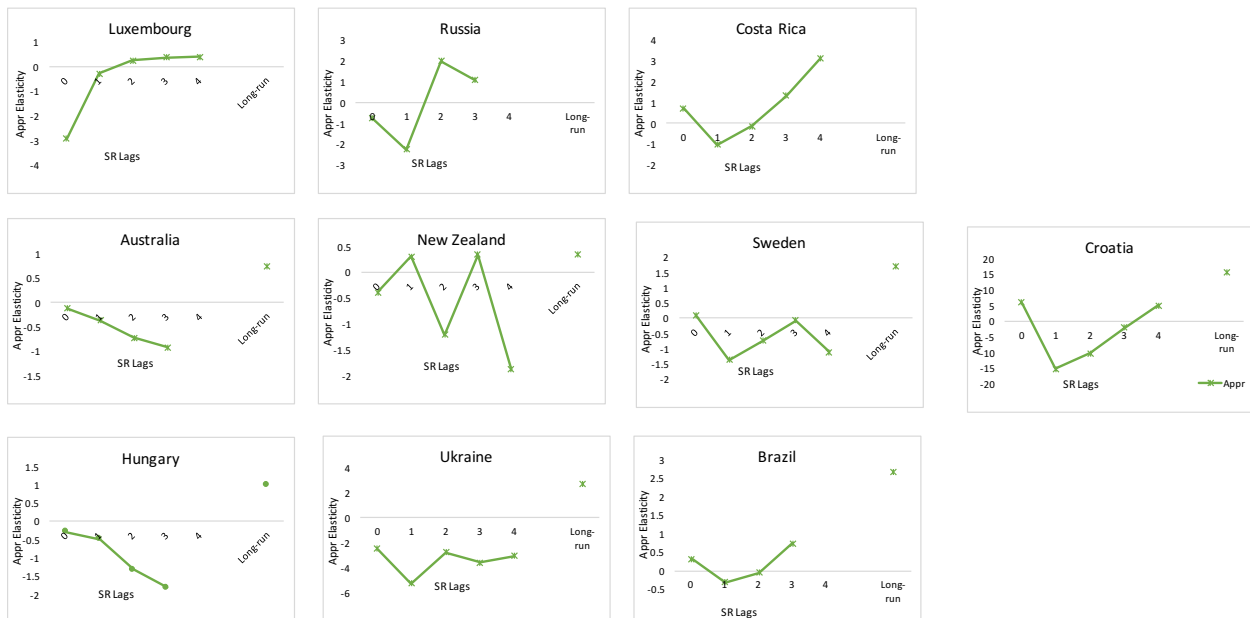 Luxembourg
Appr Elasticity
1
0
-1
-2
-3
-4
0
1
2
3
4
Long-run
SR Lags
Russia
Appr Elasticity
3
2
1
0
-1
-2
-3
0
1
2
3
4
Long-
run
SR Lags
Costa Rica
Appr Elasticity
4
3
2
1
0
-1
-2
0
1
2
3
4
Long-
run
SR Lags
Australia
Appr Elasticity
1
0.5
0
-0.5
-1
-1.5
0
1
2
3
4
Long-run
SR Lags
New Zealand
Appr Elasticity
0.5
0
-0.5
-1
-1.5
-2
0
1
2
3
4
Long-run
SR Lags
Sweden
Appr Elasticity
2
1.5
1
0.5
0
-0.5
-1
-1.5
-2
0
1
2
3
4
Long-run
SR Lags
Croatia
Appr Elasticity
20
15
10
5
0
-5
-10
-15
-20
0
1
2
3
4
Long-
run
SR Lags
Appr
Hungary
Appr Elasticity
1.5
1
0.5
0
-0.5
-1
-1.5
-2
0
1
2
3
4
Long-run
SR Lags
Ukraine
Appr Elasticity
4
2
0
-2
-4
-6
0
1
2
3
4
Long-
run
SR Lags
Brazil
Appr Elasticity
3
2.5
2
1.5
1
0.5
0
-0.5
0
1
2
3
4
Long-
run
SR Lags